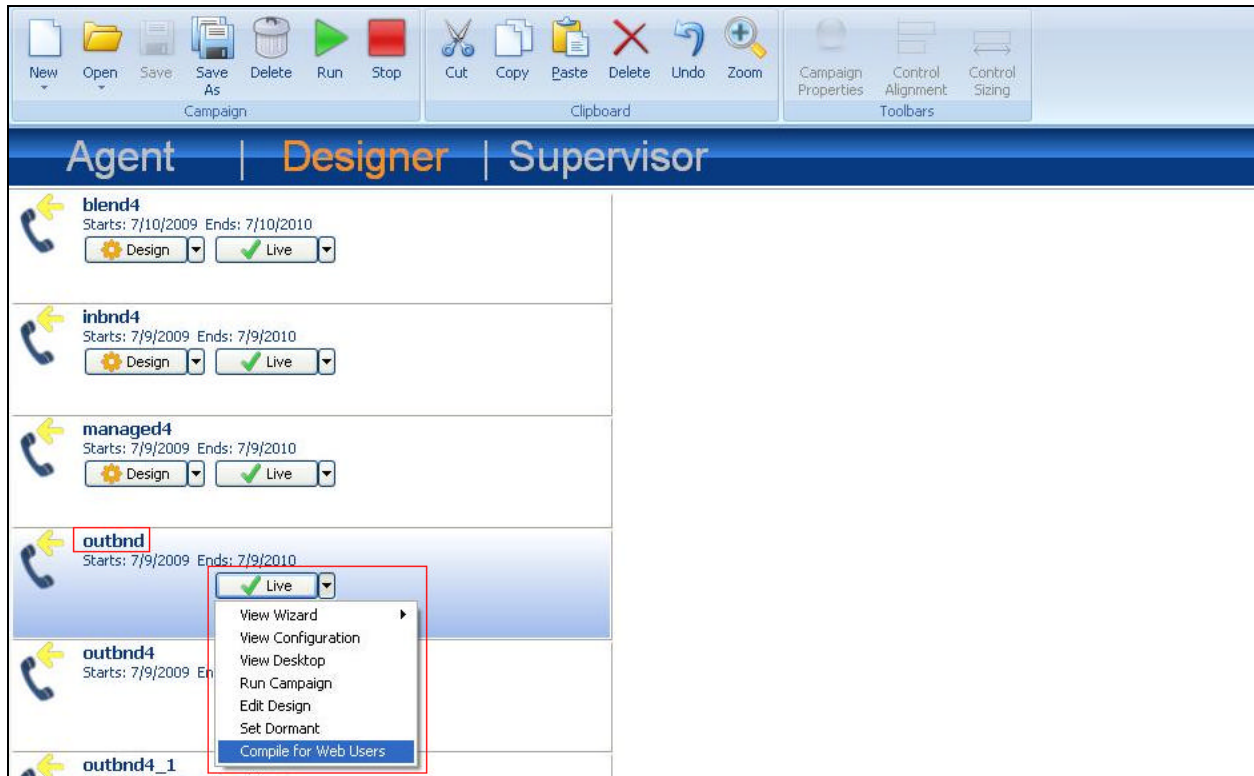 New Open Save Save As Delete Run Stop Cut Copy Paste Delete Undo Zoom Campaign Properties Control Alignment Control Sizing
Campaign Clipboard Toolbars
Agent | Designer | Supervisor
blend4
Starts: 7/10/2009 Ends: 7/10/2010
Design Live
inbnd4
Starts: 7/9/2009 Ends: 7/9/2010
Design Live
managed4
Starts: 7/9/2009 Ends: 7/9/2010
Design Live
outbnd
Starts: 7/9/2009 Ends: 7/9/2010
Live
View Wizard
View Configuration
View Desktop
Run Campaign
Edit Design
Set Dormant
Compile for Web Users
outbnd4
Starts: 7/9/2009 En
outbnd4_1